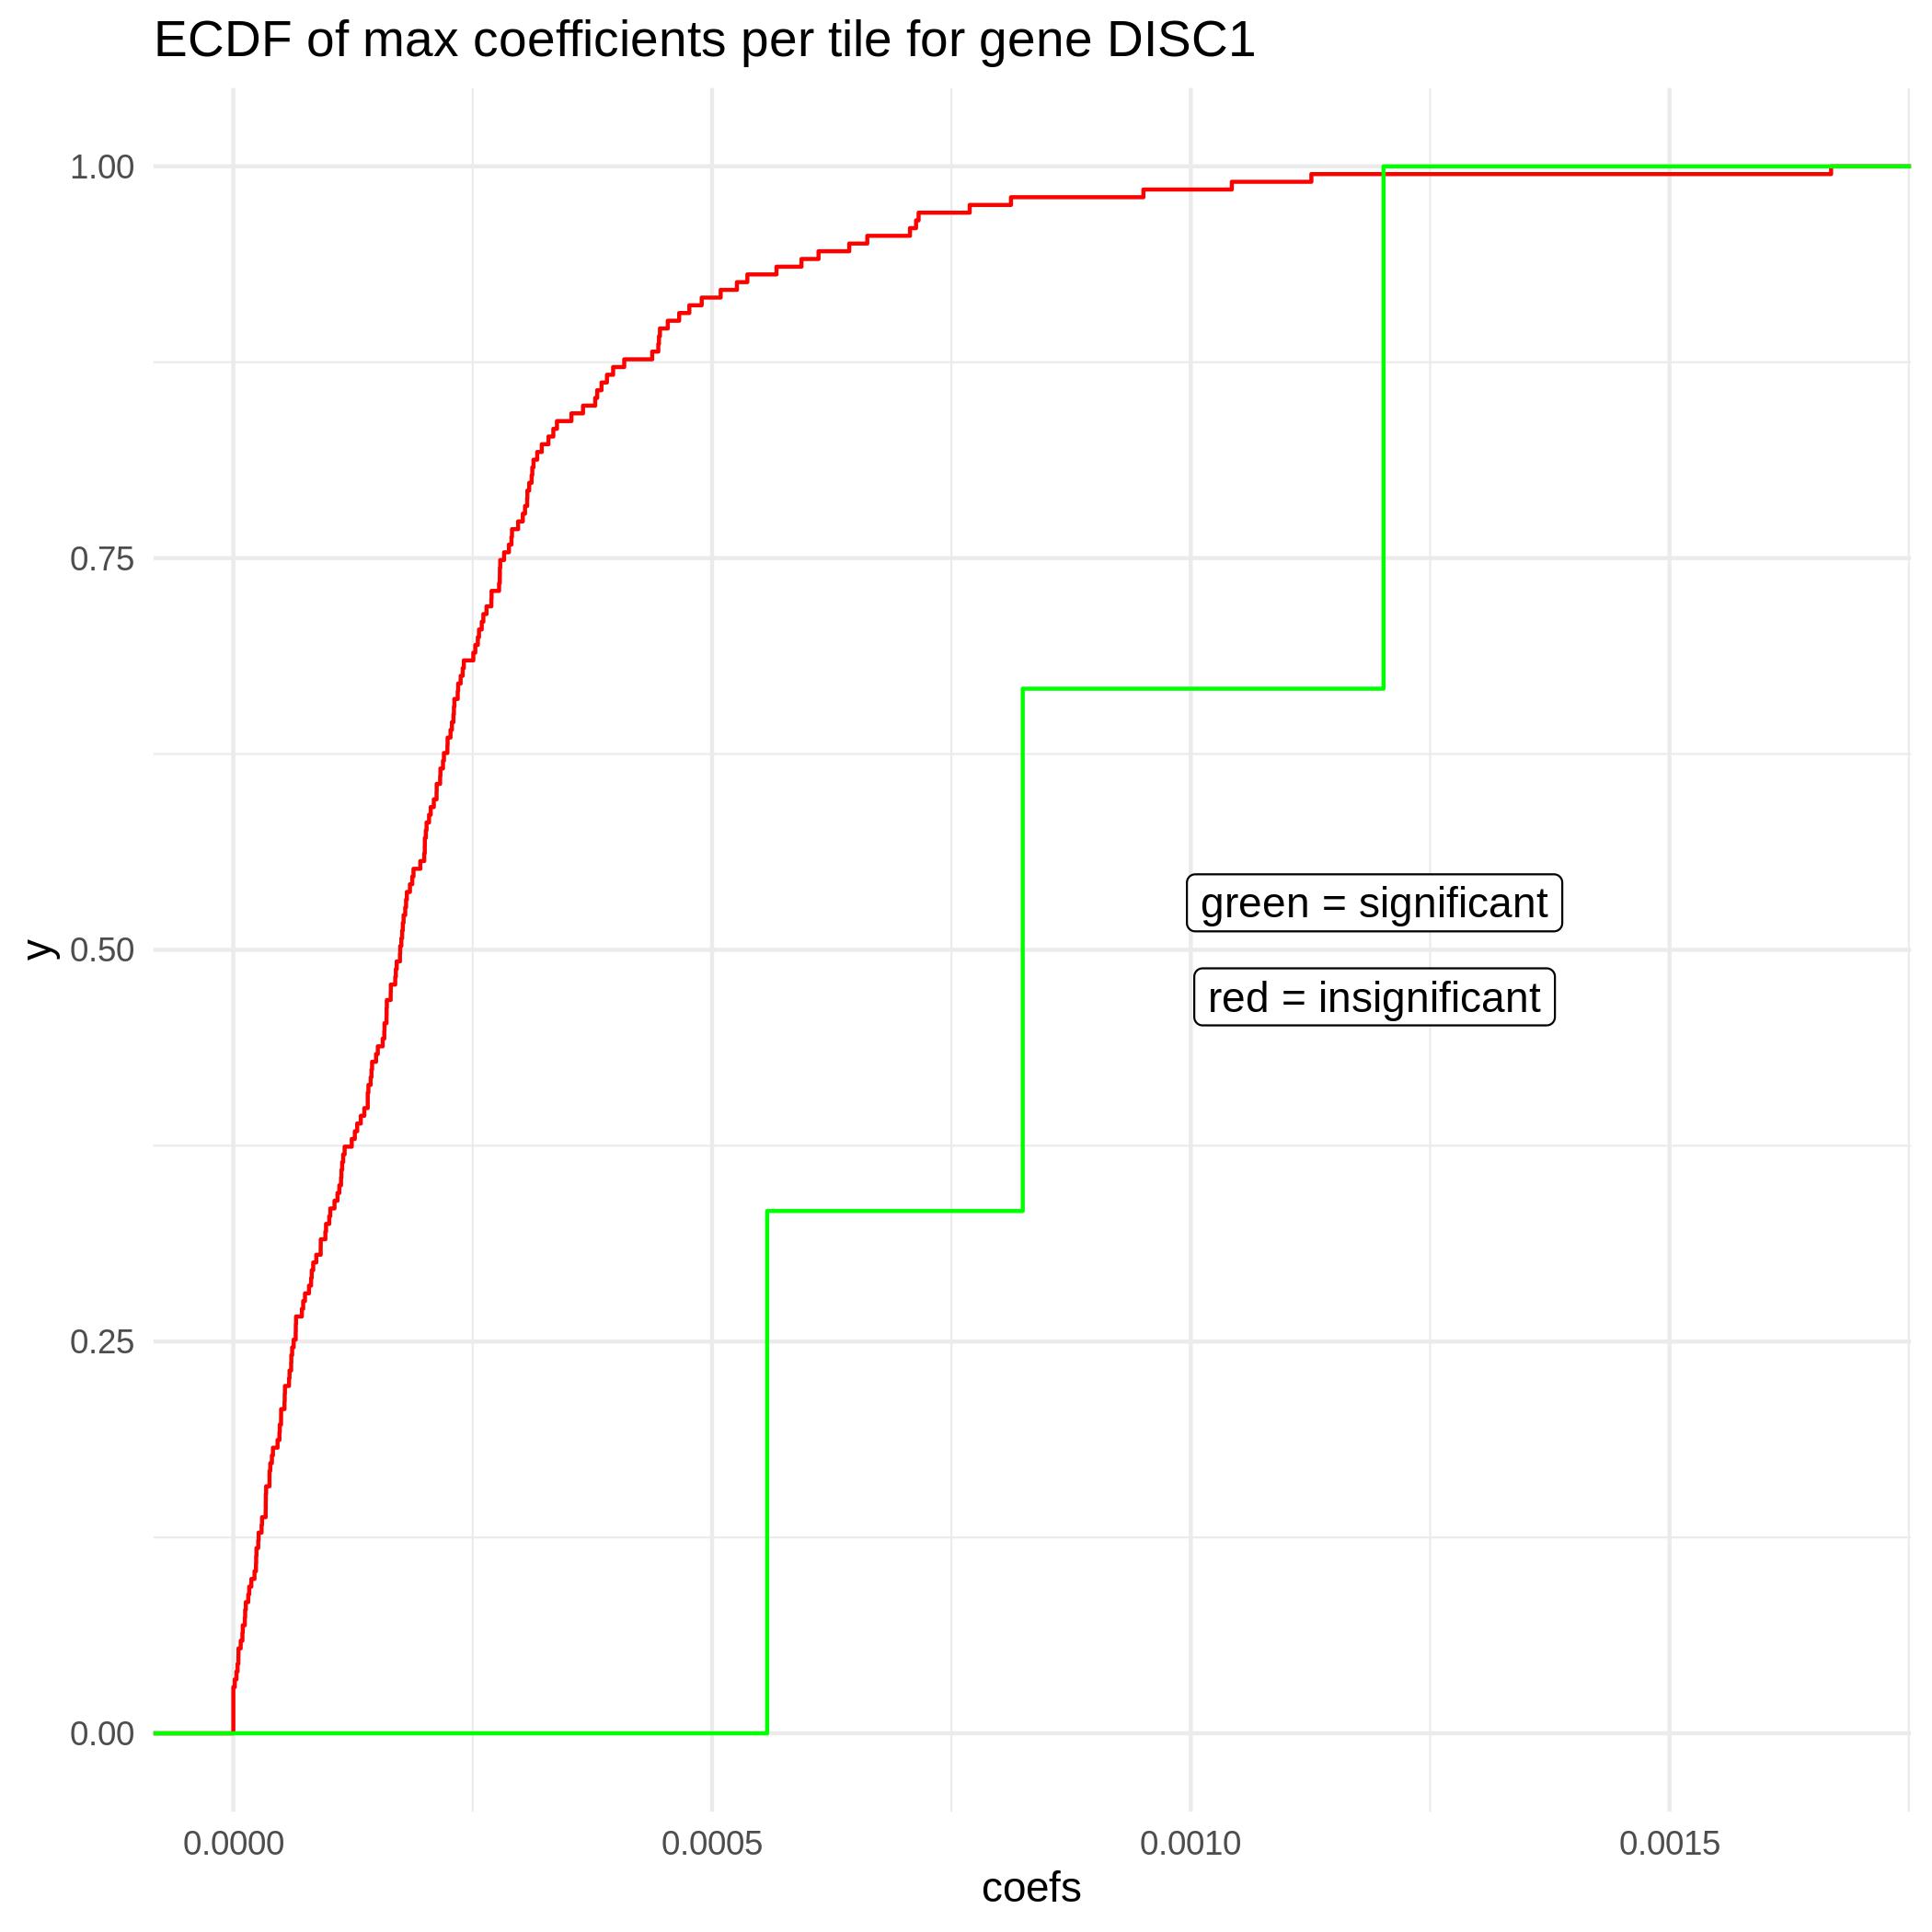 ECDF of max coefficients per tile for gene DISC1
1.00
0.75
0.50
0.25
0.00
y
green = significant
red = insignificant
0.0000 0.0005 0.0010 0.0015
coefs